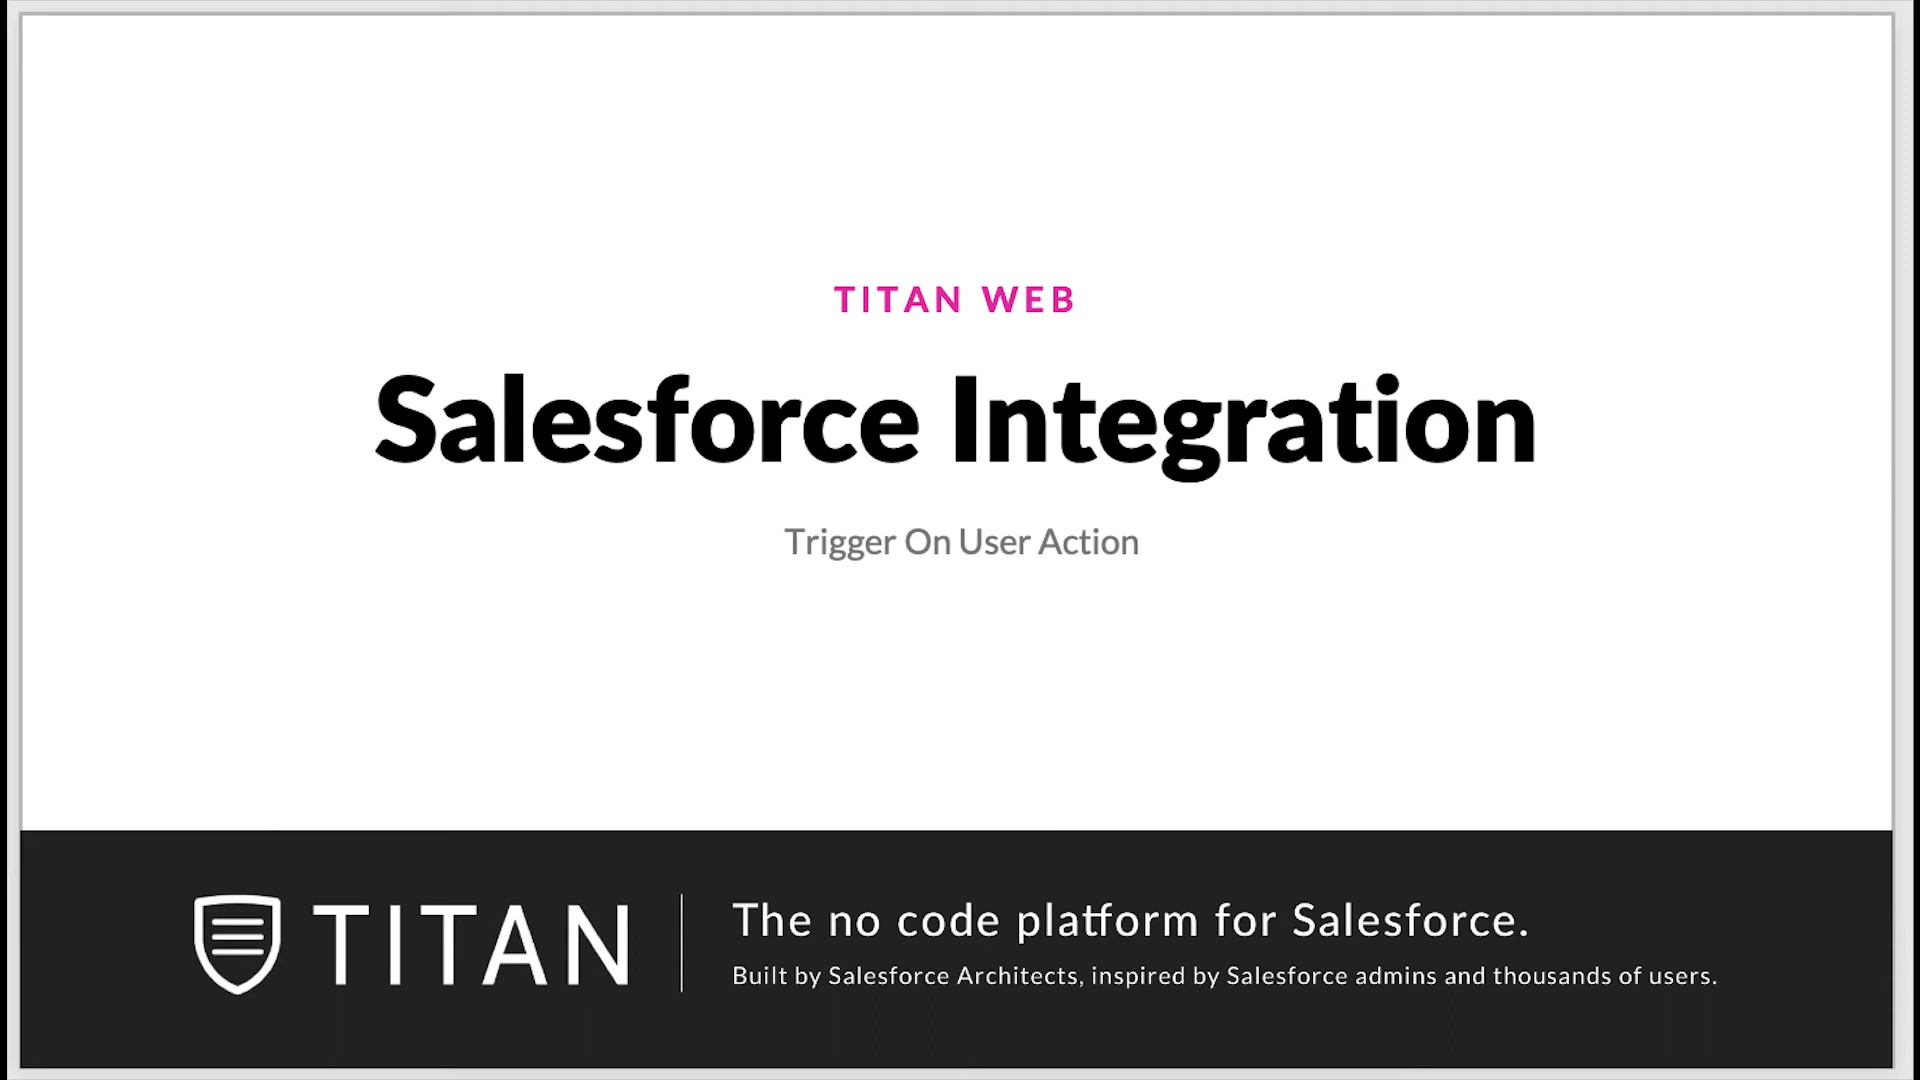 TITAN WEB
Salesforce Integration
Trigger On User Action
TITAN
The no code platform for Salesforce.
Built by Salesforce Architects, inspired by Salesforce admins and thousands of users.